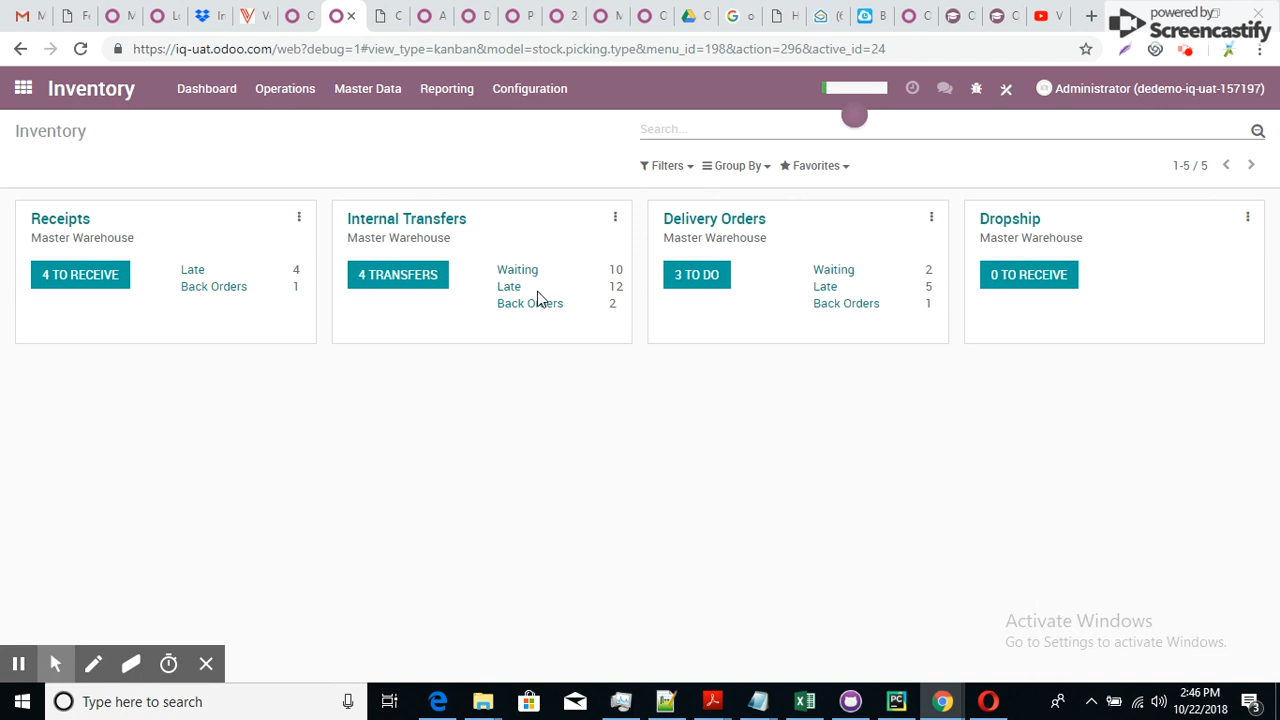 F
M
L
In
V
C
C
A
D
P
2
M
C
C
o
H
(6
B
C
C
C
V
powered by
Screencastify
https://iq-uat.odoo.com/web?debug=1#view_type=kanban&model=stock.picking.type&menu_id=198&action=296&active_id=24
Inventory Dashboard Operations Master Data Reporting Configuration Administrator (dedemo-iq-uat-157197)
Inventory Search...
Filters Group By Favorites 1-5 / 5
Receipts
Master Warehouse
4 TO RECEIVE
Late 4
Back Orders 1
Internal Transfers
Master Warehouse
4 TRANSFERS
Waiting 10
Late 12
Back Orders 2
Delivery Orders
Master Warehouse
3 TO DO
Waiting 2
Late 5
Back Orders 1
Dropship
Master Warehouse
0 TO RECEIVE
Activate Windows
Go to Settings to activate Windows.
Type here to search
PC
2:46 PM
10/22/2018
3